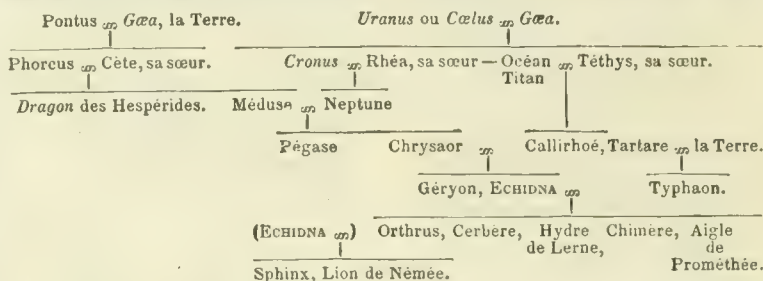 Pontus Gœa, la Terre. Uranus ou Cœlus Gœa.
Phorcus Cète, sa sœur. Cronus Rhéa, sa sœur — Océan Téthys, sa sœur.
Titan
Dragon des Hespérides. Méduse Neptune
Pégase Chrysaor Callirhoé, Tartare la Terre.
Géryon, ECHIDNA Typhaon.
(ECHIDNA) Orthrus, Cerbère, Hydre Chimère, Aigle
de Lerne, de
Sphinx, Lion de Némée. Prométhée.